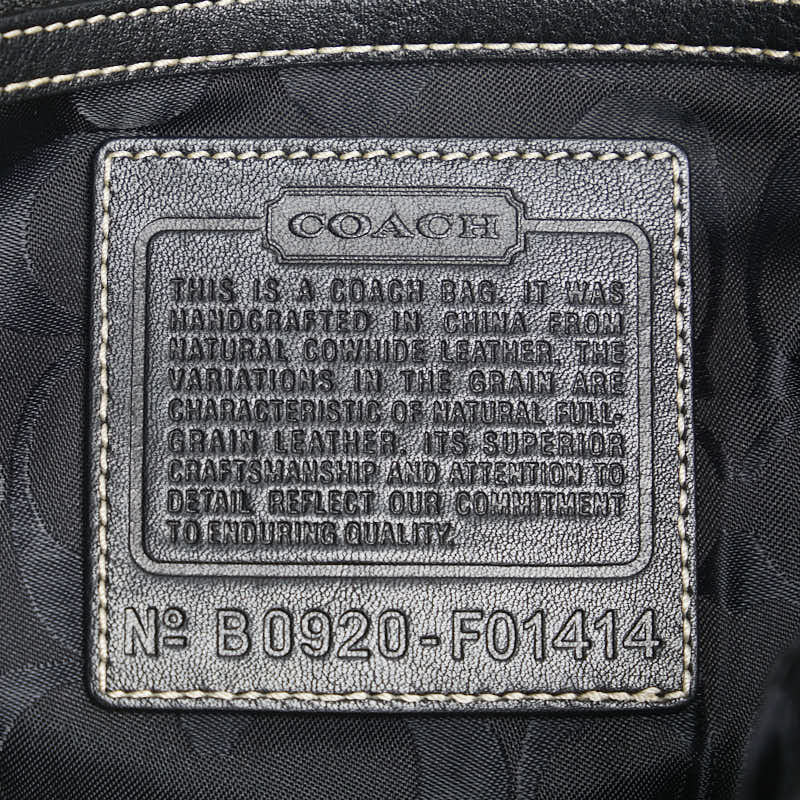 COACH
THIS IS A COACH BAG. IT WAS
HANDCRAFTED IN CHINA FROM
NATURAL COWHIDE LEATHER. THE
VARIATIONS IN THE GRAIN ARE
CHARACTERISTIC OF NATURAL FULL-
GRAIN LEATHER. ITS SUPERIOR
CRAFTSMANSHIP AND ATTENTION TO
DETAIL REFLECT OUR COMMITMENT
TO ENDURING QUALITY.
Nº B0920-F01414